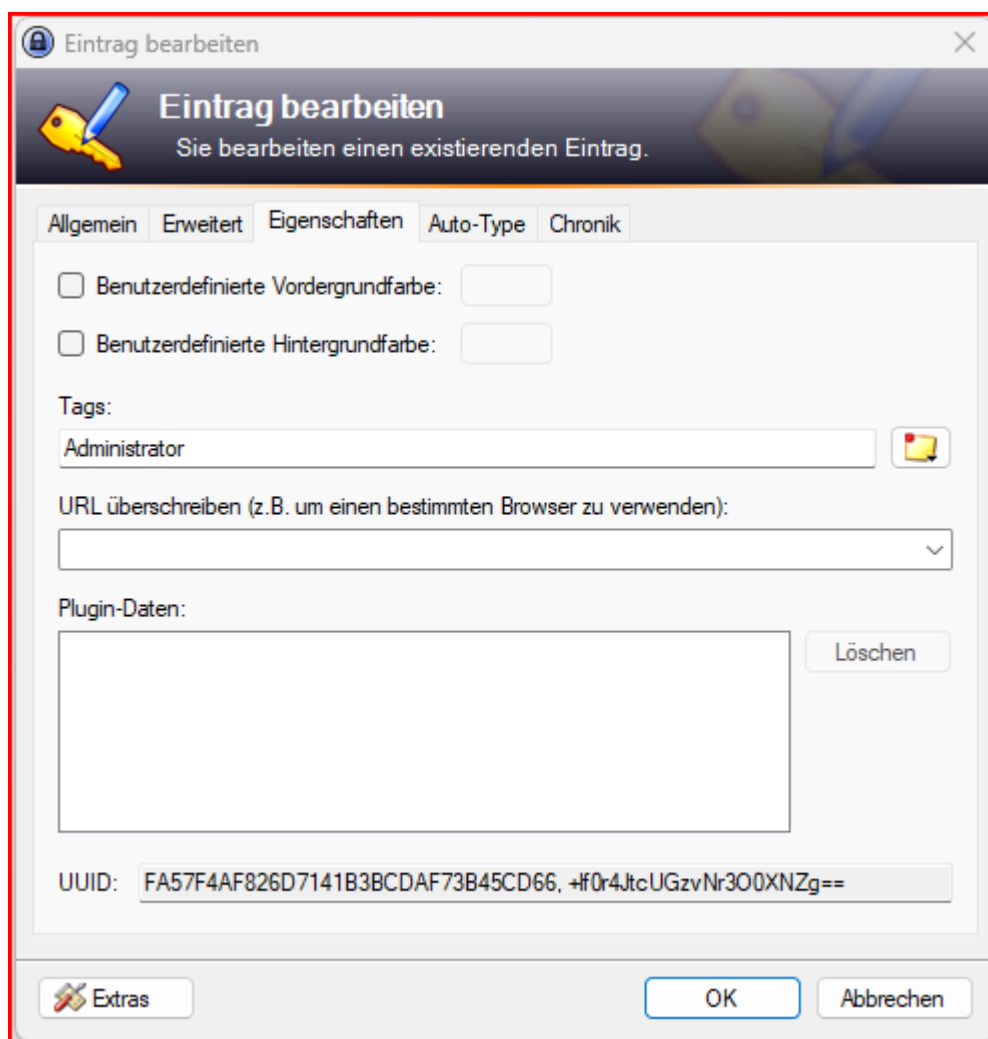 Eintrag bearbeiten
Eintrag bearbeiten
Sie bearbeiten einen existierenden Eintrag.
Allgemein Erweitert Eigenschaften Auto-Type Chronik
Benutzerdefinierte Vordergrundfarbe:
Benutzerdefinierte Hintergrundfarbe:
Tags:
Administrator
URL überschreiben (z.B. um einen bestimmten Browser zu verwenden):
Plugin-Daten:
Löschen
UUID: FA57F4AF826D7141B3BCDAF73B45CD66, +lf0r4JtcUGzvNr3O0XNZg==
Extras OK Abbrechen